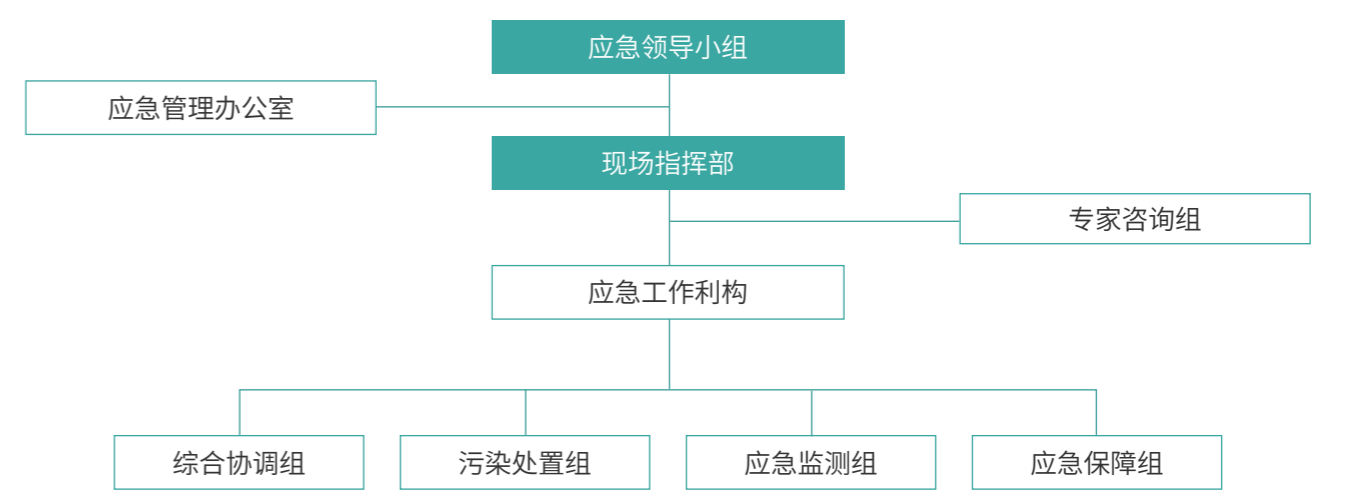 应急领导小组
应急管理办公室
现场指挥部
专家咨询组
应急工作利构
综合协调组
污染处置组
应急监测组
应急保障组